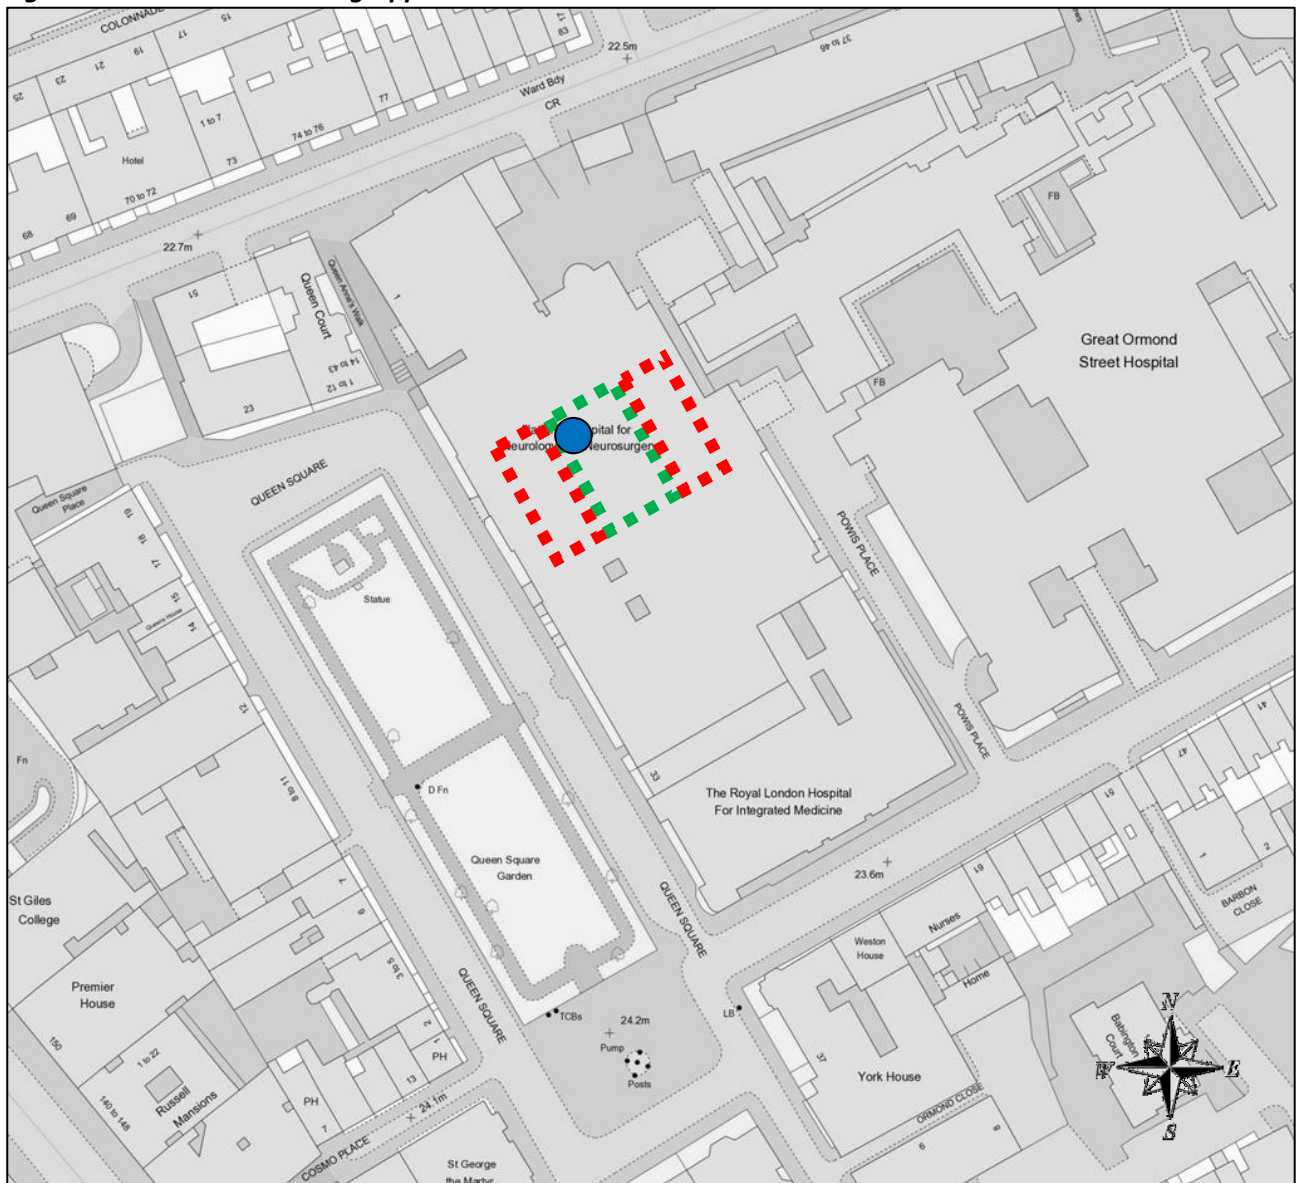 COLONNADE
15
17
19
21
23
25
17
83
22.5m
37 to 46
Ward Bdy
CR
77
74 to 76
1 to 7
73
Hotel
70 to 72
69
68
22.7m
FB
51
Queen Court
Queen Anne's Walk
1
14 to 43
1 to 12
23
Great Ormond
Street Hospital
FB
QUEEN SQUARE
Queen Square
Place
19
18
17
15
Queens House
14
POWIS PLACE
Statue
12
8 to 11
Fn
D Fn
33
POWIS PLACE
41
47
51
The Royal London Hospital
For Integrated Medicine
Queen Square
Garden
23.6m
61
1
2
BARBON
CLOSE
St Giles
College
7
6
3 to 5
QUEEN SQUARE
Nurses
Home
Weston
House
Premier
House
QUEEN SQUARE
TCBs
24.2m
LB
Pump
Posts
Babington
Court
N
W
E
S
150
1 to 22
140 to 148
Russell
Mansions
2
1
PH
13
PH
7
24.1m
COSMO PLACE
37
York House
ORMOND CLOSE
9
8
St George
the Martyr